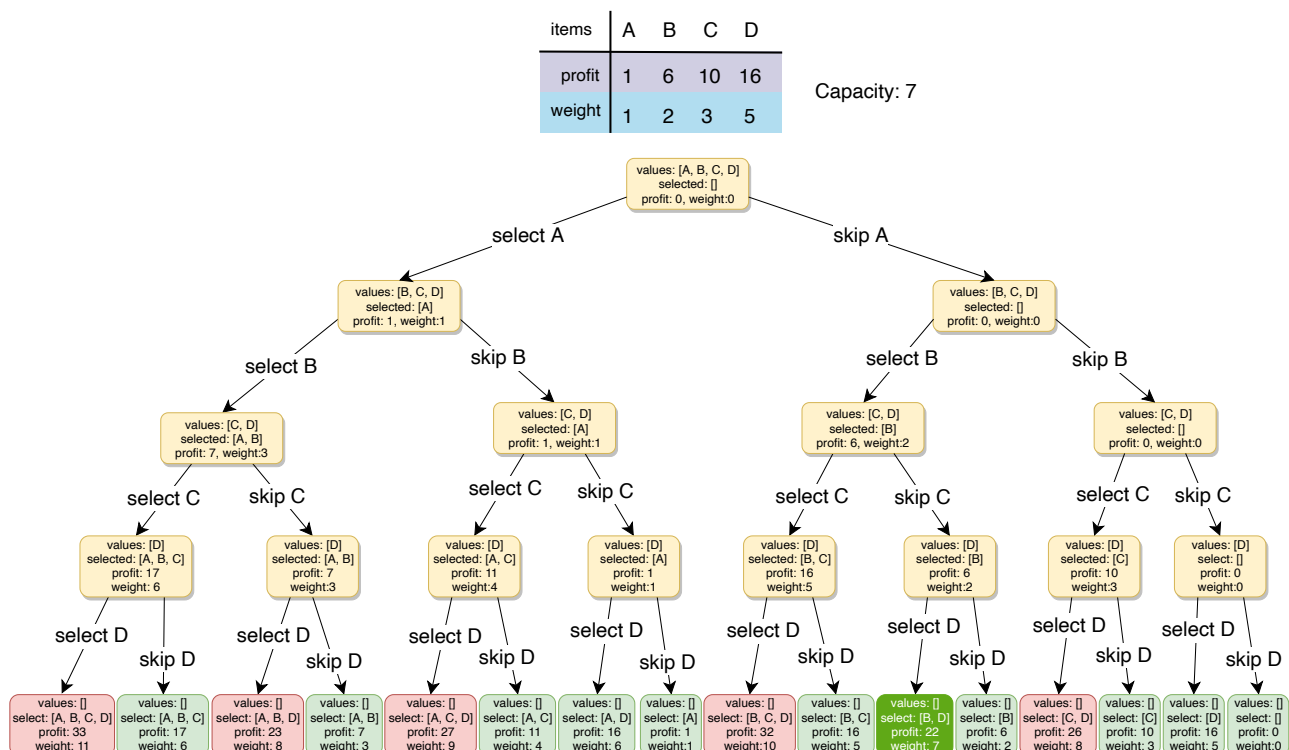 items A B C D
profit 1 6 10 16
weight 1 2 3 5
Capacity: 7
values: [A, B, C, D]
selected: []
profit: 0, weight:0
select A
skip A
values: [B, C, D]
selected: [A]
profit: 1, weight:1
values: [B, C, D]
selected: []
profit: 0, weight:0
select B
skip B
select B
skip B
values: [C, D]
selected: [A, B]
profit: 7, weight:3
values: [C, D]
selected: [A]
profit: 1, weight:1
values: [C, D]
selected: [B]
profit: 6, weight:2
values: [C, D]
selected: []
profit: 0, weight:0
select C
skip C
select C
skip C
select C
skip C
select C
skip C
values: [D]
selected: [A, B, C]
profit: 17
weight: 6
values: [D]
selected: [A, B]
profit: 7
weight:3
values: [D]
selected: [A, C]
profit: 11
weight:4
values: [D]
selected: [A]
profit: 1
weight:1
values: [D]
selected: [B, C]
profit: 16
weight:5
values: [D]
selected: [B]
profit: 6
weight:2
values: [D]
selected: [C]
profit: 10
weight:3
values: [D]
select: []
profit: 0
weight:0
select D
skip D
select D
skip D
select D
skip D
select D
skip D
select D
skip D
select D
skip D
select D
skip D
select D
skip D
values: []
select: [A, B, C, D]
profit: 33
weight: 11
values: []
select: [A, B, C]
profit: 17
weight: 6
values: []
select: [A, B, D]
profit: 23
weight: 8
values: []
select: [A, B]
profit: 7
weight: 3
values: []
select: [A, C, D]
profit: 27
weight: 9
values: []
select: [A, C]
profit: 11
weight: 4
values: []
select: [A, D]
profit: 16
weight: 6
values: []
select: [A]
profit: 1
weight:1
values: []
select: [B, C, D]
profit: 32
weight:10
values: []
select: [B, C]
profit: 16
weight: 5
values: []
select: [B, D]
profit: 22
weight: 7
values: []
select: [B]
profit: 6
weight: 2
values: []
select: [C, D]
profit: 26
weight: 8
values: []
select: [C]
profit: 10
weight: 3
values: []
select: [D]
profit: 16
weight: 5
values: []
select: []
profit: 0
weight:0